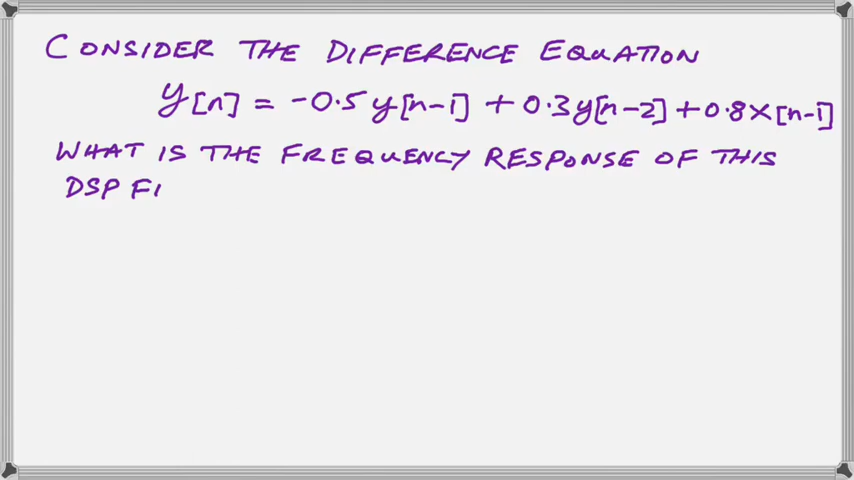 CONSIDER THE DIFFERENCE EQUATION
y[n] = -0.5 y[n-1] + 0.3y[n-2] + 0.8x[n-1]
WHAT IS THE FREQUENCY RESPONSE OF THIS
DSP FI